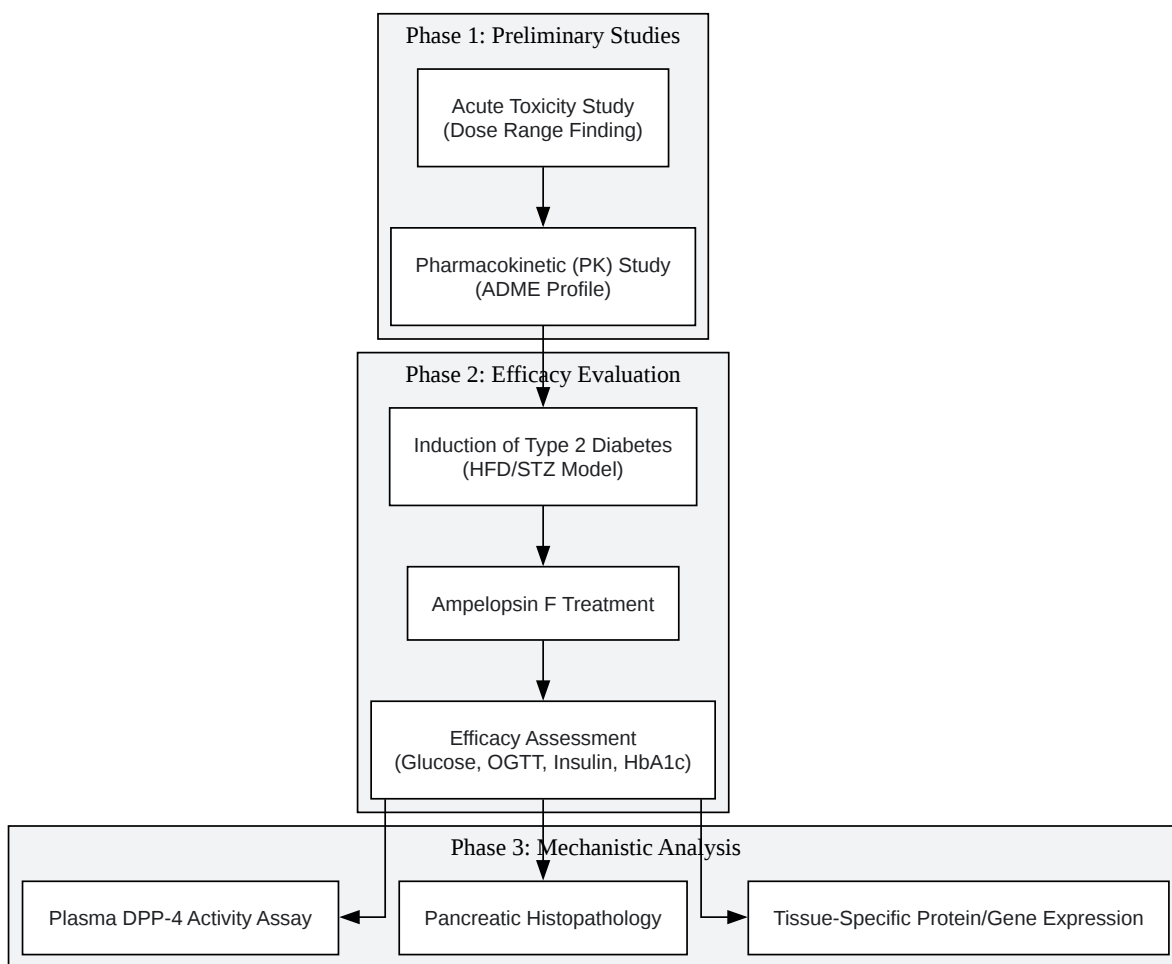 Phase 1: Preliminary Studies
Acute Toxicity Study
(Dose Range Finding)
Pharmacokinetic (PK) Study
(ADME Profile)
Phase 2: Efficacy Evaluation
Induction of Type 2 Diabetes
(HFD/STZ Model)
Ampelopsin F Treatment
Efficacy Assessment
(Glucose, OGTT, Insulin, HbA1c)
Phase 3: Mechanistic Analysis
Plasma DPP-4 Activity Assay
Pancreatic Histopathology
Tissue-Specific Protein/Gene Expression